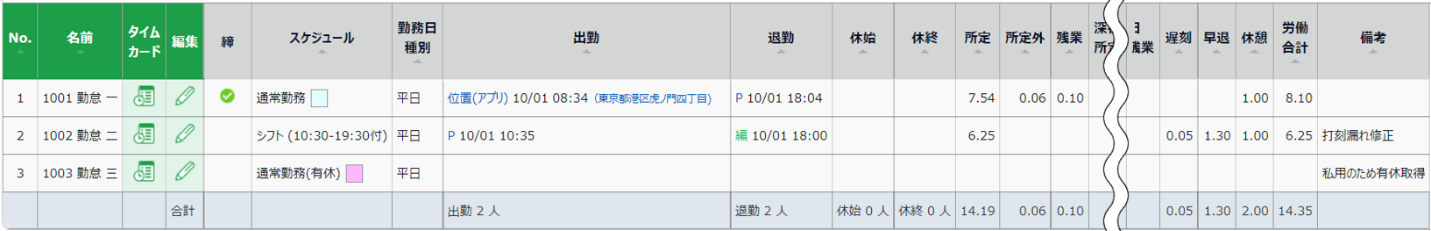 No. 名前 タイムカード 編集 締 スケジュール 勤務日種別 出勤 退勤 休始 休終 所定 所定外 残業 遅刻 早退 休憩 労働合計 備考
1 1001 勤怠 一 通常勤務 平日 位置(アプリ) 10/01 08:34 (東京都港区虎ノ門四丁目) P 10/01 18:04 7.54 0.06 0.10 1.00 8.10
2 1002 勤怠 二 シフト (10:30-19:30付) 平日 P 10/01 10:35 編 10/01 18:00 6.25 0.05 1.30 1.00 6.25 打刻漏れ修正
3 1003 勤怠 三 通常勤務(有休) 平日 私用のため有休取得
合計 出勤 2 人 退勤 2 人 休始 0 人 休終 0 人 14.19 0.06 0.10 0.05 1.30 2.00 14.35